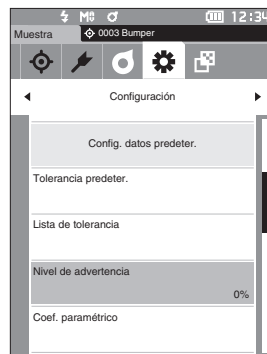 12:34
Muestra 0003 Bumper
Configuración
Config. datos predeter.
Tolerancia predeter.
Lista de tolerancia
Nivel de advertencia
0%
Coef. paramétrico